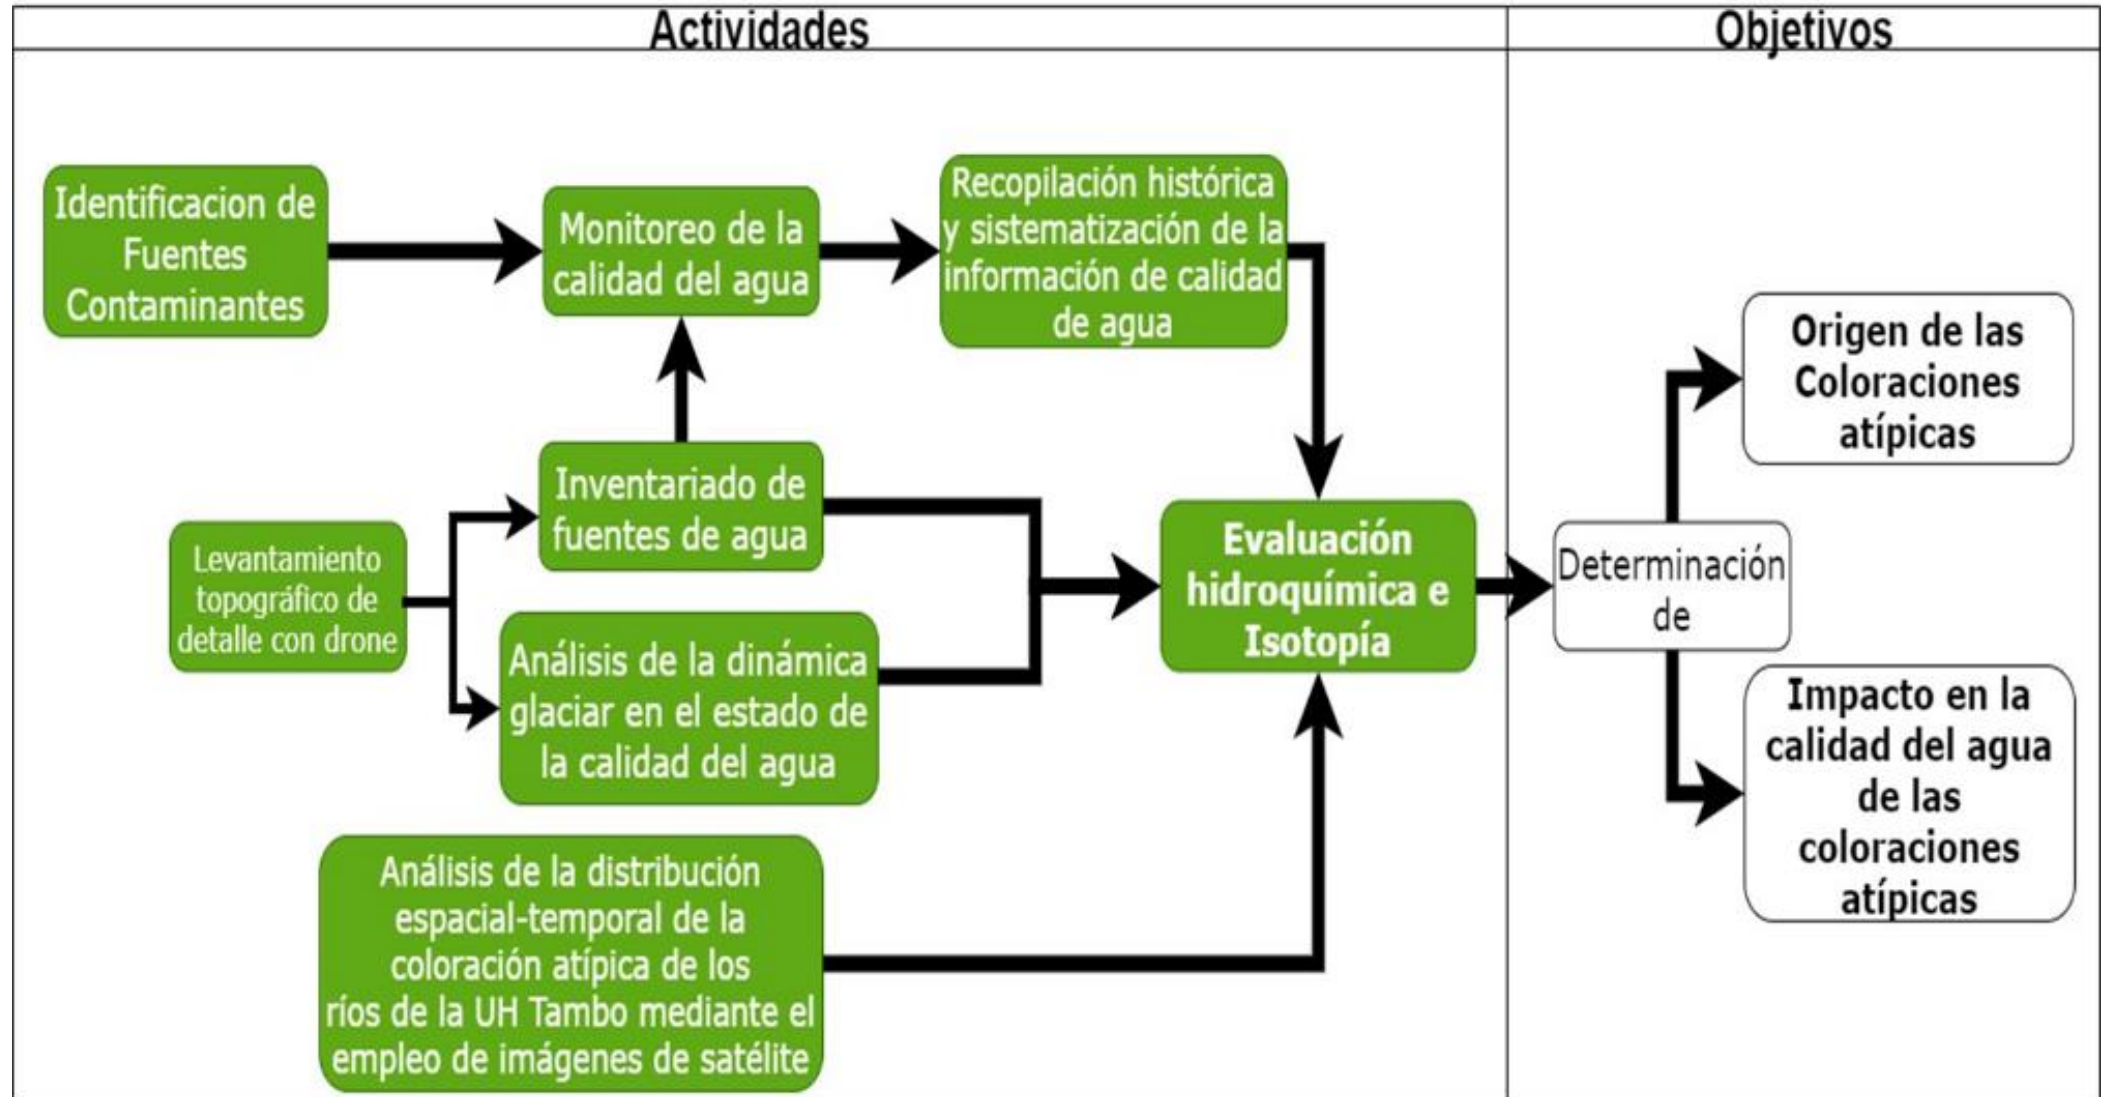 Actividades
Objetivos
Identificacion de
Fuentes
Contaminantes
Monitoreo de la
calidad del agua
Recopilación histórica
y sistematización de la
información de calidad
de agua
Levantamiento
topográfico de
detalle con drone
Inventariado de
fuentes de agua
Análisis de la dinámica
glaciar en el estado de
la calidad del agua
Análisis de la distribución
espacial-temporal de la
coloración atípica de los
ríos de la UH Tambo mediante el
empleo de imágenes de satélite
Evaluación
hidroquímica e
Isotopía
Determinación
de
Origen de las
Coloraciones
atípicas
Impacto en la
calidad del agua
de las
coloraciones
atípicas